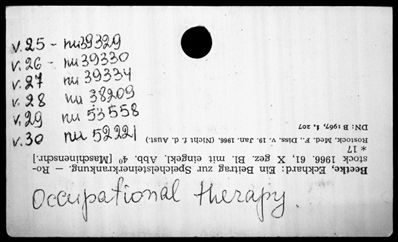 v. 25 - nu 39329
v. 26 - nu 39330
v. 27 nu 39334
v. 28 nu 38209
v. 29 nu 53558
v. 30 nu 52221
Occupational therapy.
Beetke, Eckhard: Ein Beitrag zur Speichelsteinerkrankung. — Ro-
stock 1966. X, 61 gez. Bl. mit eingekl. Abb. 4° [Maschinenschr.]
Rostock, Med. F., Diss. v. 19. Jan. 1966. (Nicht f. d. Aust.)
DN: B 1967, 1, 207